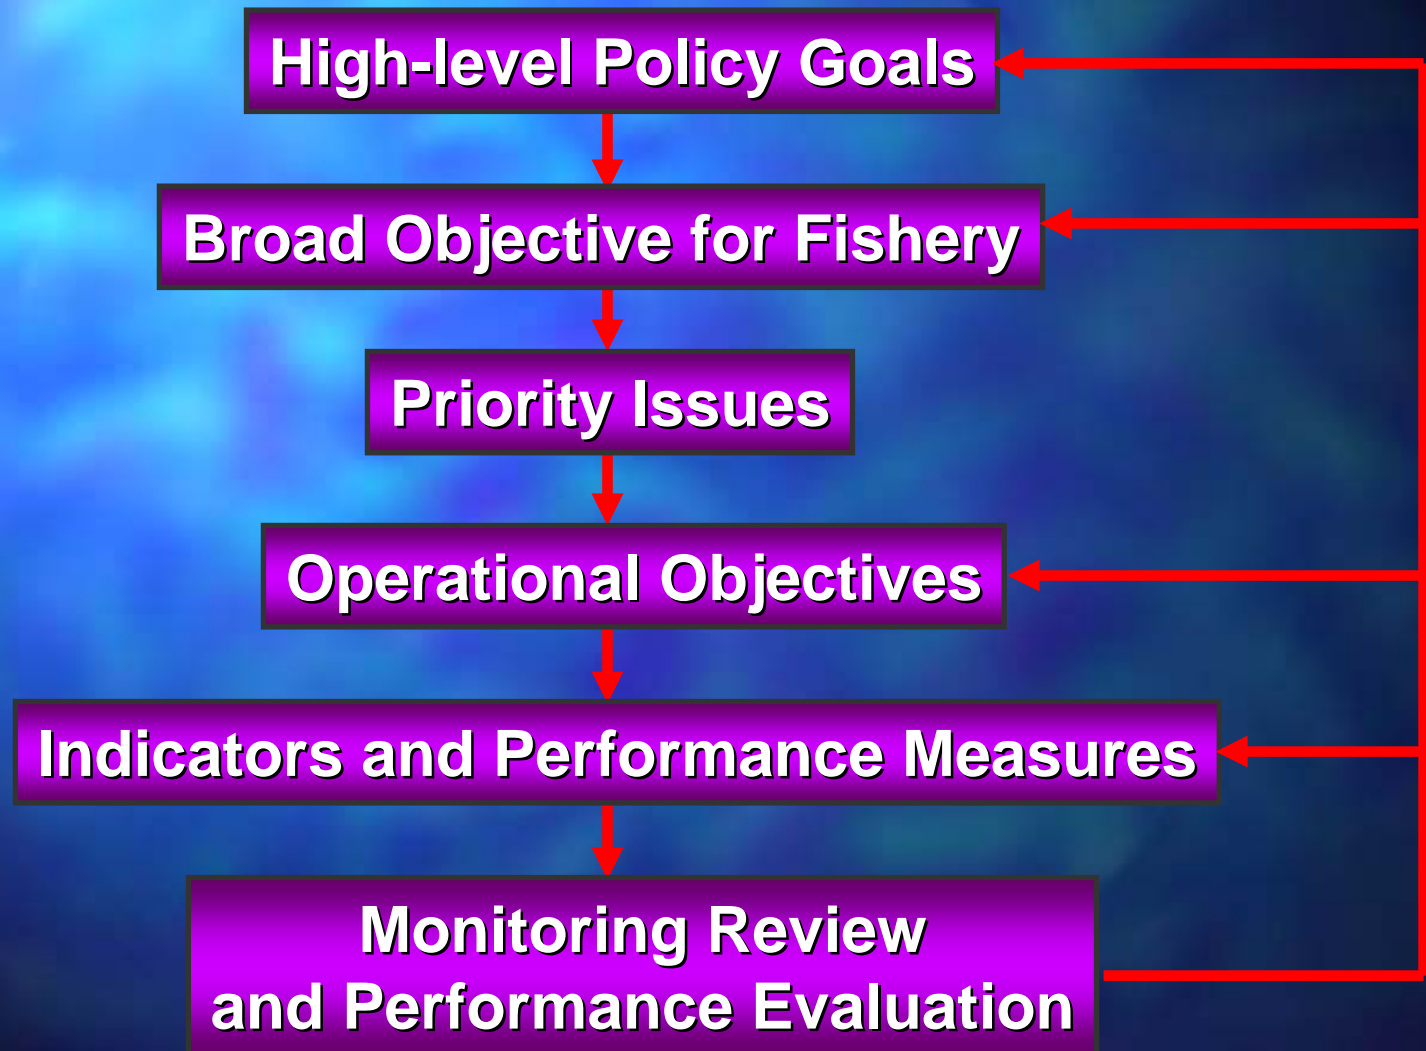 High-level Policy Goals
Broad Objective for Fishery
Priority Issues
Operational Objectives
Indicators and Performance Measures
Monitoring Review
and Performance Evaluation